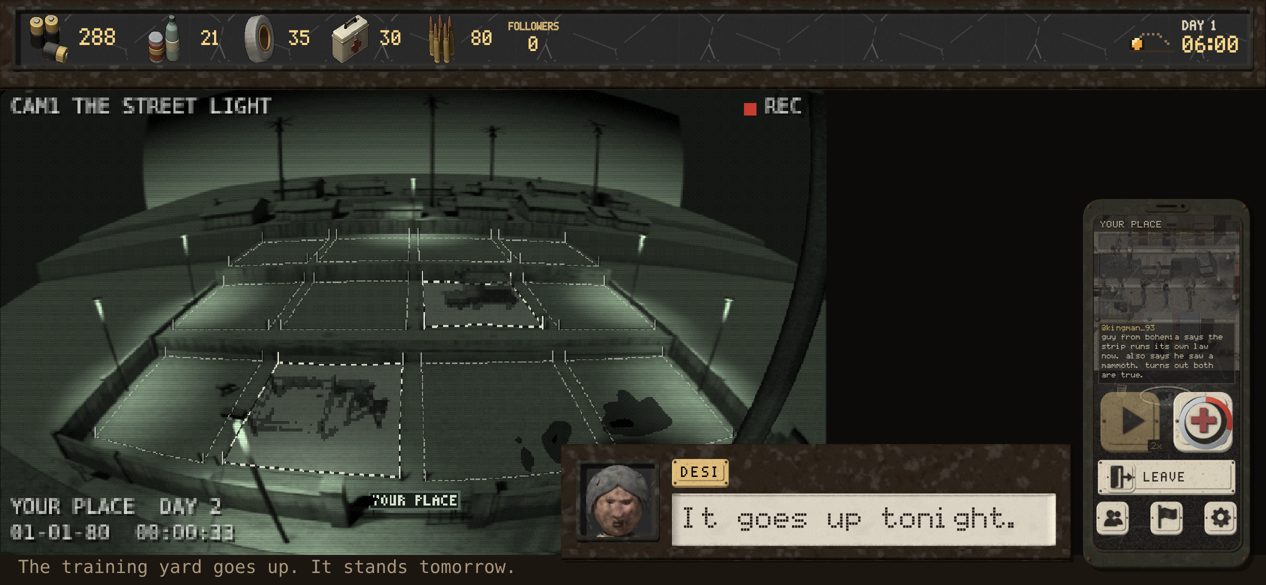 288
21
35
30
80
FOLLOWERS
0
DAY 1
06:00
CAM1 THE STREET LIGHT
REC
YOUR PLACE
@kingman_93
guy from bohemia says the
strip runs its own law
now. also says he saw a
mammoth. turns out both
are true.
2x
LEAVE
YOUR PLACE
YOUR PLACE DAY 2
01-01-80 00:00:33
DESI
It goes up tonight.
The training yard goes up. It stands tomorrow.